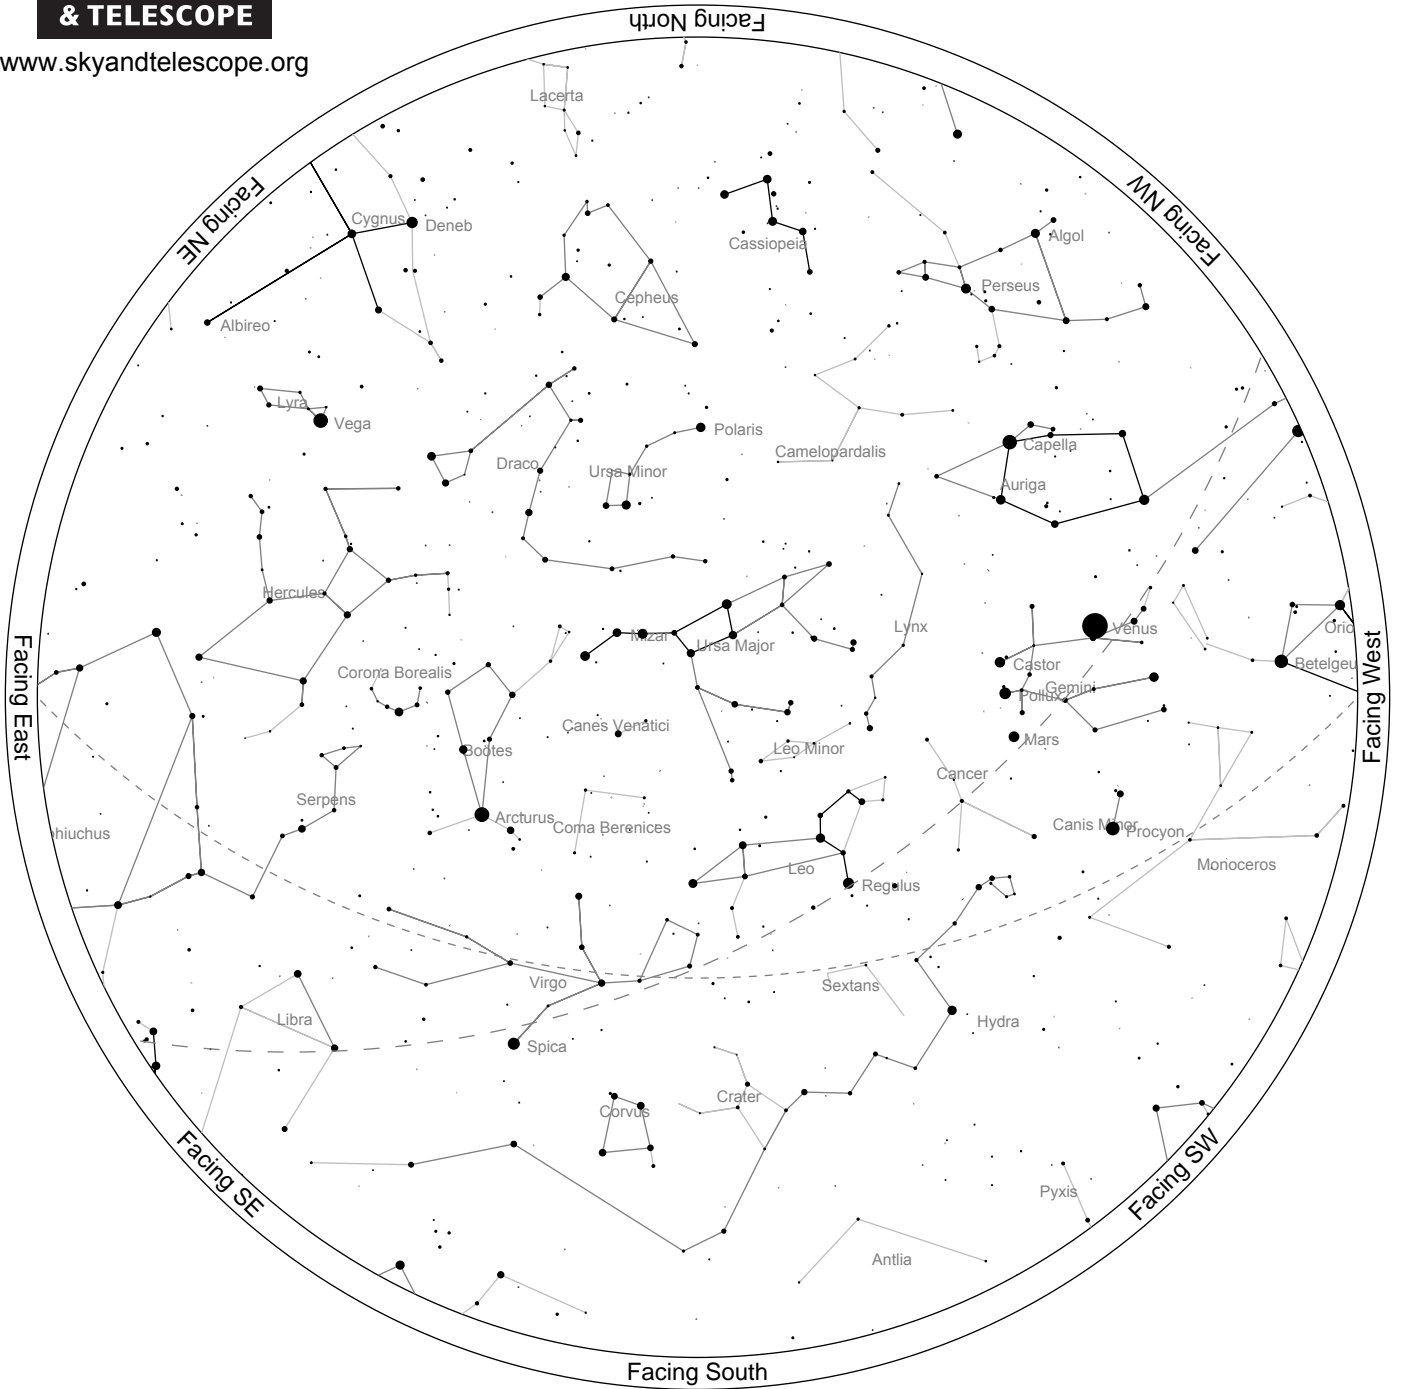 & TELESCOPE
www.skyandtelescope.org
Facing North
Lacerta
Facing NE
Facing NW
Cygnus
Deneb
Cassiopeia
Algol
Perseus
Cepheus
Albireo
Lyra
Vega
Polaris
Capella
Camelopardalis
Draco
Ursa Minor
Auriga
Hercules
Lynx
Venus
Orio
Mizar
Ursa Major
Castor
Betelgeu
Facing East
Facing West
Corona Borealis
Pollux
Gemini
Canes Venatici
Mars
Boötes
Leo Minor
Cancer
Serpens
Arcturus
Coma Berenices
Canis Minor
Procyon
hiuchus
Leo
Regulus
Monoceros
Virgo
Sextans
Libra
Hydra
Spica
Crater
Corvus
Facing SE
Facing SW
Pyxis
Antlia
Facing South